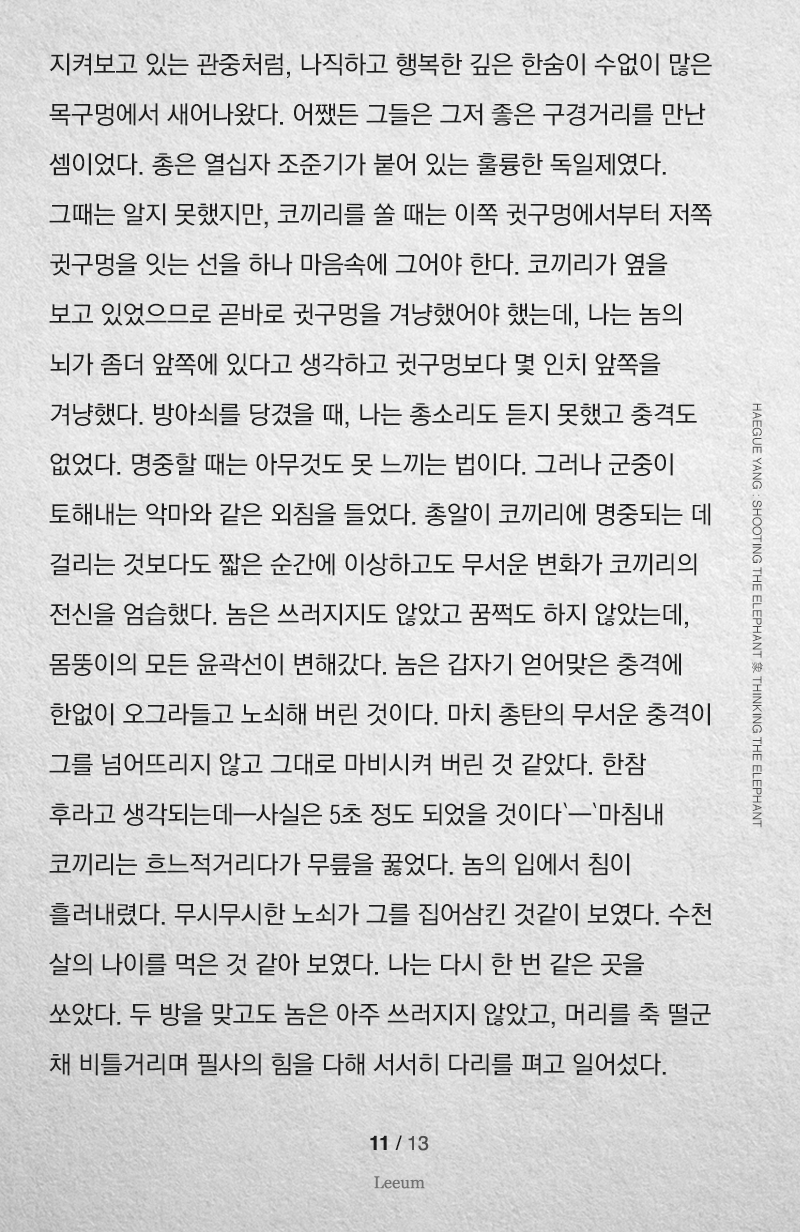 지켜보고 있는 관중처럼, 나직하고 행복한 깊은 한숨이 수없이 많은
목구멍에서 새어나왔다. 어쨌든 그들은 그저 좋은 구경거리를 만난
셈이었다. 총은 열십자 조준기가 붙어 있는 훌륭한 독일제였다.
그때는 알지 못했지만, 코끼리를 쏠 때는 이쪽 귓구멍에서부터 저쪽
귓구멍을 잇는 선을 하나 마음속에 그어야 한다. 코끼리가 옆을
보고 있었으므로 곧바로 귓구멍을 겨냥했어야 했는데, 나는 놈의
뇌가 좀더 앞쪽에 있다고 생각하고 귓구멍보다 몇 인치 앞쪽을
겨냥했다. 방아쇠를 당겼을 때, 나는 총소리도 듣지 못했고 충격도
없었다. 명중할 때는 아무것도 못 느끼는 법이다. 그러나 군중이
토해내는 악마와 같은 외침을 들었다. 총알이 코끼리에 명중되는 데
걸리는 것보다도 짧은 순간에 이상하고도 무서운 변화가 코끼리의
전신을 엄습했다. 놈은 쓰러지지도 않았고 꿈쩍도 하지 않았는데,
몸뚱이의 모든 윤곽선이 변해갔다. 놈은 갑자기 얻어맞은 충격에
한없이 오그라들고 노쇠해 버린 것이다. 마치 총탄의 무서운 충격이
그를 넘어뜨리지 않고 그대로 마비시켜 버린 것 같았다. 한참
후라고 생각되는데—사실은 5초 정도 되었을 것이다`—`마침내
코끼리는 흐느적거리다가 무릎을 꿇었다. 놈의 입에서 침이
흘러내렸다. 무시무시한 노쇠가 그를 집어삼킨 것같이 보였다. 수천
살의 나이를 먹은 것 같아 보였다. 나는 다시 한 번 같은 곳을
쏘았다. 두 방을 맞고도 놈은 아주 쓰러지지 않았고, 머리를 축 떨군
채 비틀거리며 필사의 힘을 다해 서서히 다리를 펴고 일어섰다.
HAEGUE YANG : SHOOTING THE ELEPHANT 象 THINKING THE ELEPHANT
11 / 13
Leeum